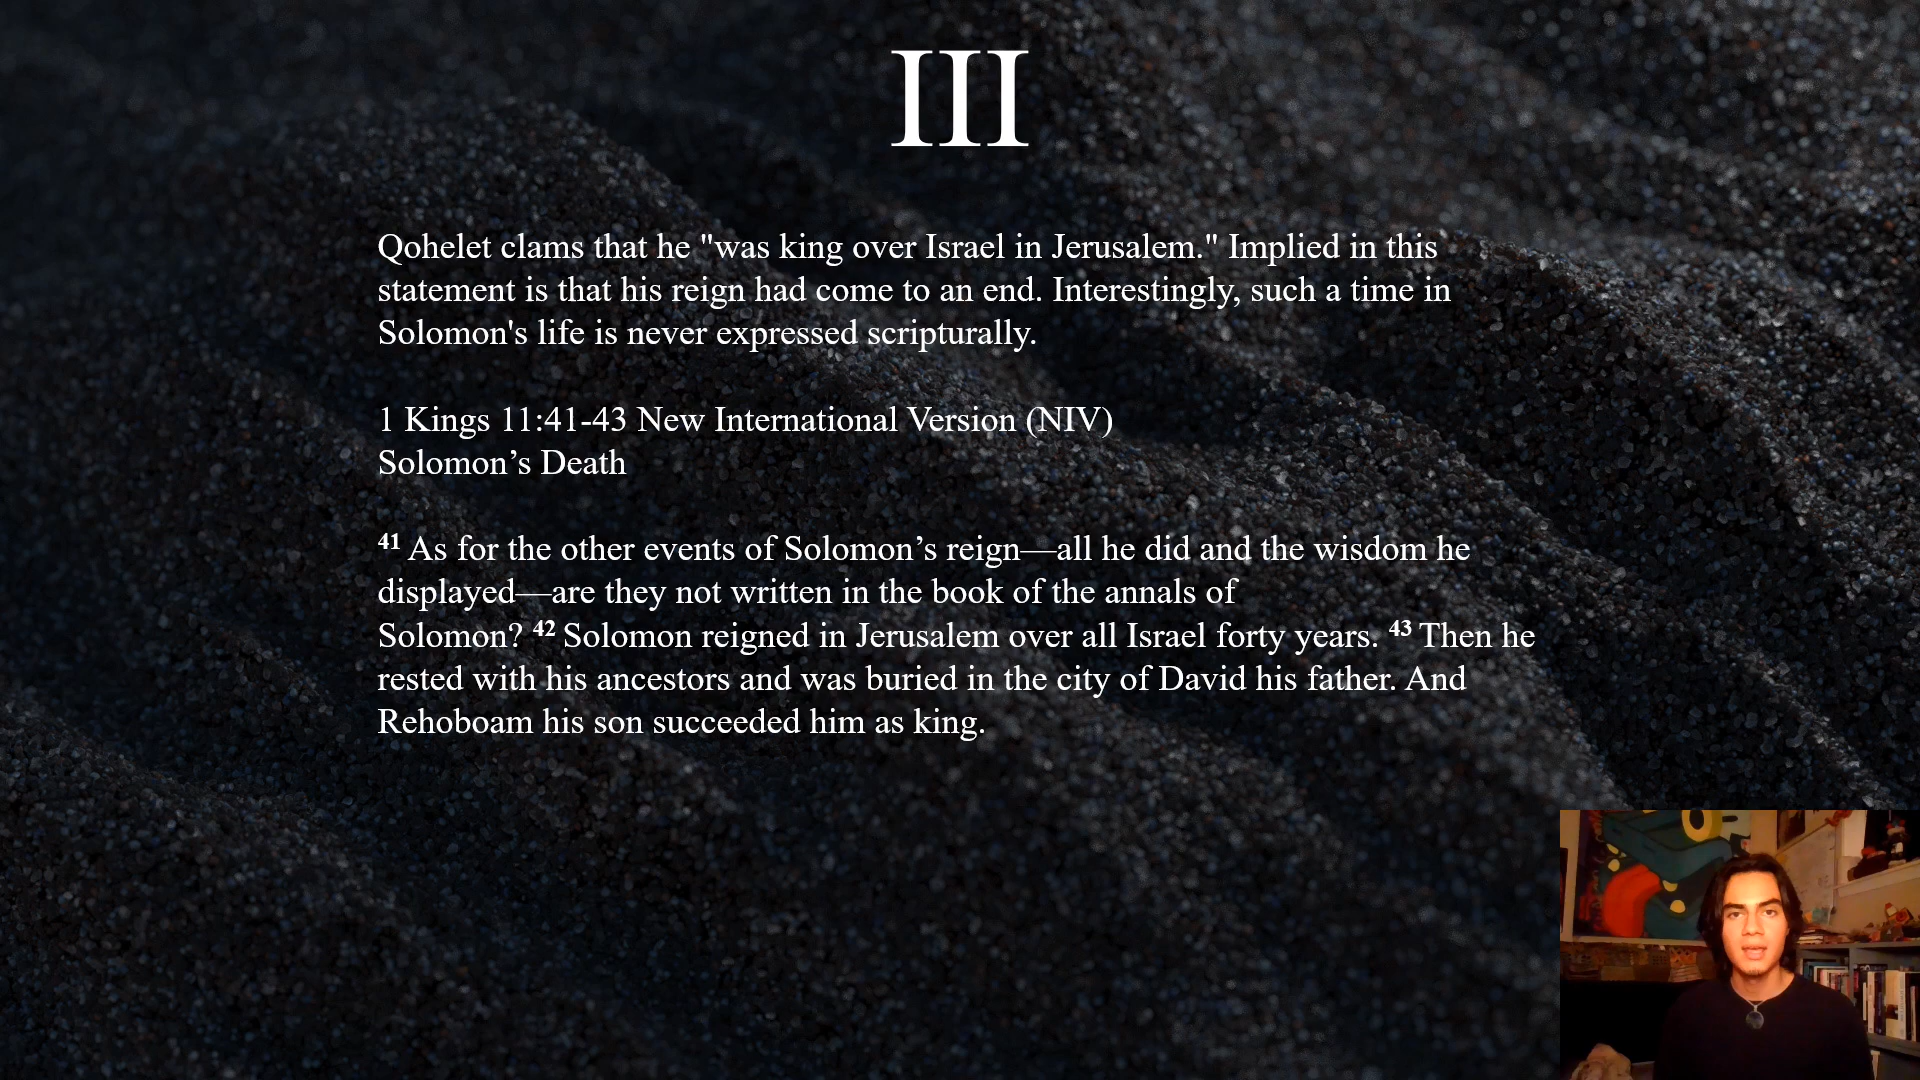 III
Qohelet clams that he "was king over Israel in Jerusalem." Implied in this
statement is that his reign had come to an end. Interestingly, such a time in
Solomon's life is never expressed scripturally.
1 Kings 11:41-43 New International Version (NIV)
Solomon’s Death
41 As for the other events of Solomon’s reign—all he did and the wisdom he
displayed—are they not written in the book of the annals of
Solomon? 42 Solomon reigned in Jerusalem over all Israel forty years. 43 Then he
rested with his ancestors and was buried in the city of David his father. And
Rehoboam his son succeeded him as king.